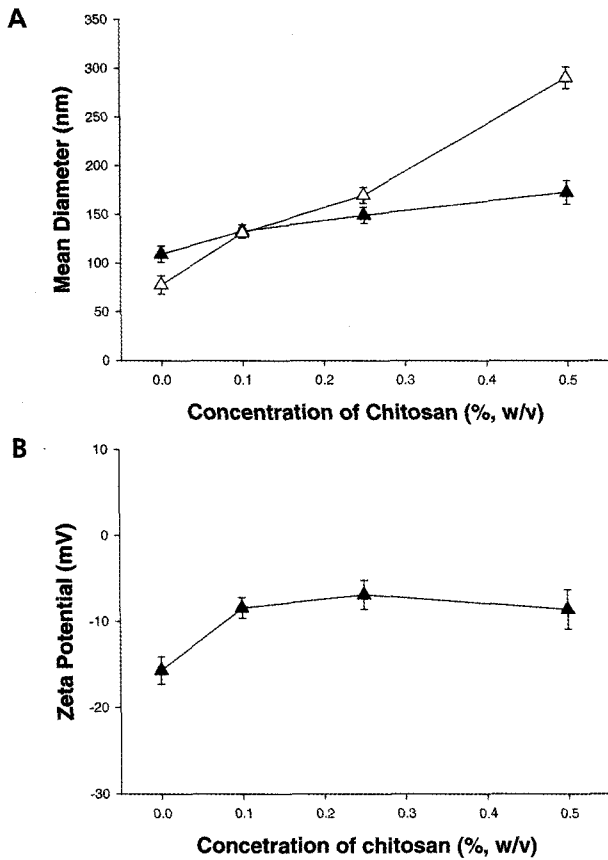 A
Mean Diameter (nm)
350
300
250
200
150
100
50
0
0.0 0.1 0.2 0.3 0.4 0.5
Concentration of Chitosan (%, w/v)
B
Zeta Potential (mV)
10
0
-10
-20
-30
0.0 0.1 0.2 0.3 0.4 0.5
Concetration of chitosan (%, w/v)